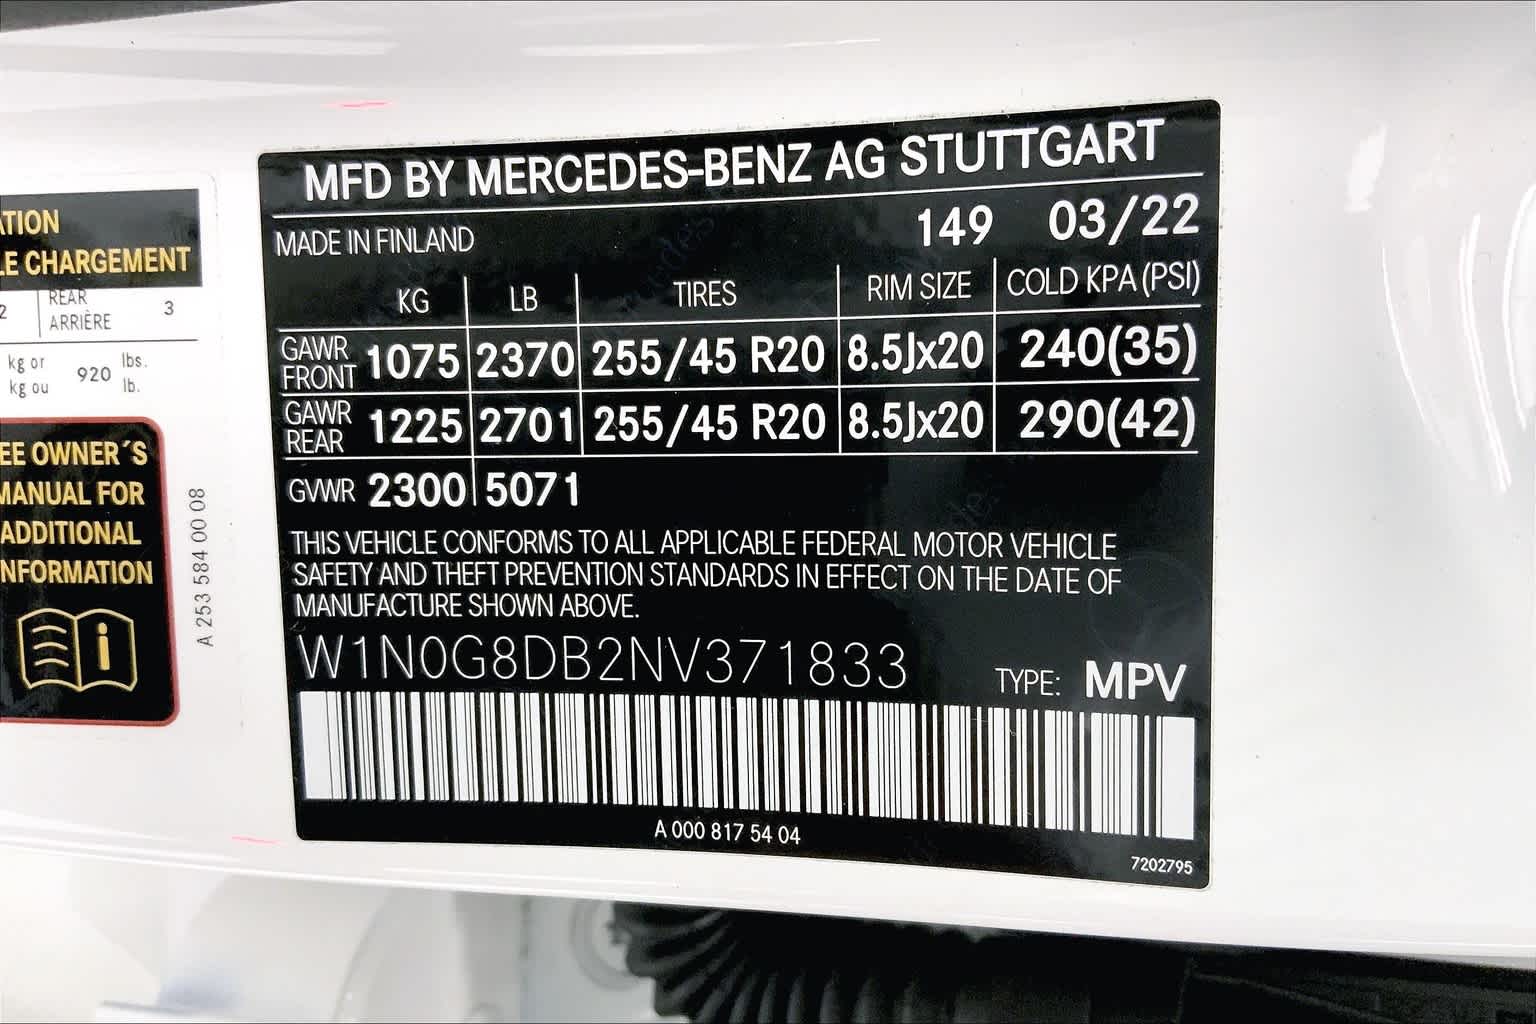 ATION
LE CHARGEMENT
2 REAR ARRIÈRE 3
kg or kg ou 920 lbs. lb.
EE OWNER´S
MANUAL FOR
ADDITIONAL
INFORMATION
A 253 584 00 08
MFD BY MERCEDES-BENZ AG STUTTGART
149 03/22
MADE IN FINLAND
KG LB TIRES RIM SIZE COLD KPA (PSI)
GAWR FRONT 1075 2370 255/45 R20 8.5Jx20 240(35)
GAWR REAR 1225 2701 255/45 R20 8.5Jx20 290(42)
GVWR 2300 5071
THIS VEHICLE CONFORMS TO ALL APPLICABLE FEDERAL MOTOR VEHICLE
SAFETY AND THEFT PREVENTION STANDARDS IN EFFECT ON THE DATE OF
MANUFACTURE SHOWN ABOVE.
W1N0G8DB2NV371833 TYPE: MPV
A 000 817 54 04
7202795